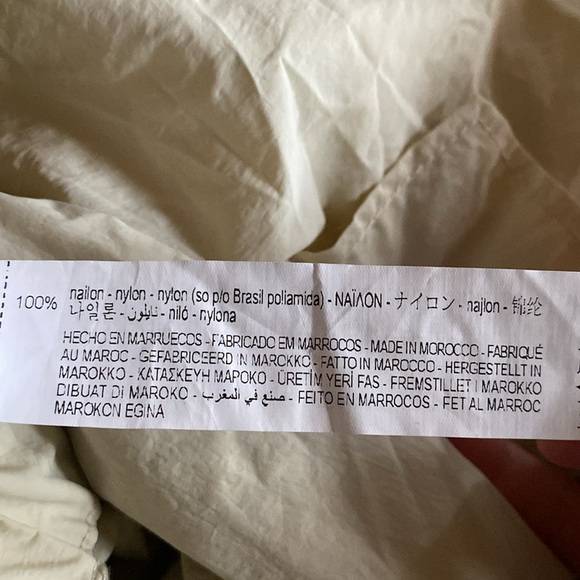 100% nailon - nylon - nylon (so p/o Brasil poliamida) - ΝΑΪΛΟΝ - ナイロン - najlon - 锦纶
나일론 - نايلون - niló - nylona
HECHO EN MARRUECOS - FABRICADO EM MARROCOS - MADE IN MOROCCO - FABRIQUÉ
AU MAROC - GEFABRICEERD IN MAROKKO - FATTO IN MAROCCO - HERGESTELLT IN
MAROKKO - ΚΑΤΑΣΚΕΥΗ ΜΑΡΟΚΟ - ÜRETİM YERİ FAS - FREMSTILLET I MAROKKO
DIBUAT DI MAROKO - صنع في المغرب - FEITO EN MARROCOS - FET AL MARROC
MAROKON EGINA